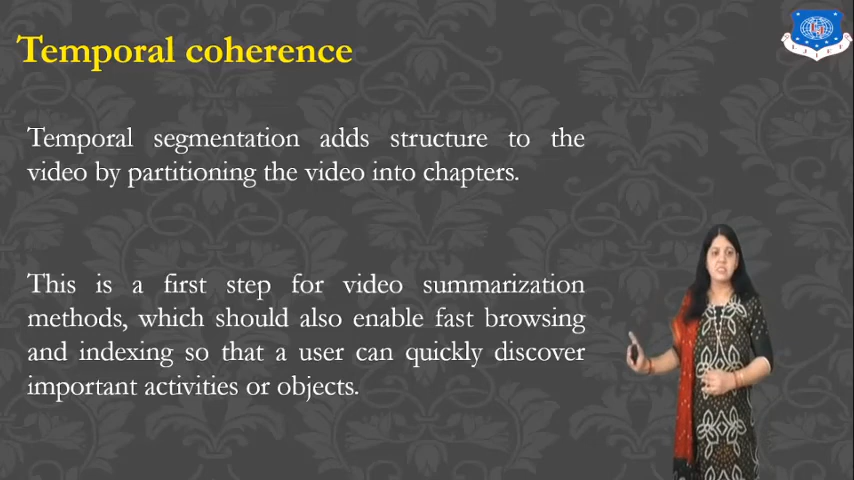 Temporal coherence
Temporal segmentation adds structure to the
video by partitioning the video into chapters.
This is a first step for video summarization
methods, which should also enable fast browsing
and indexing so that a user can quickly discover
important activities or objects.